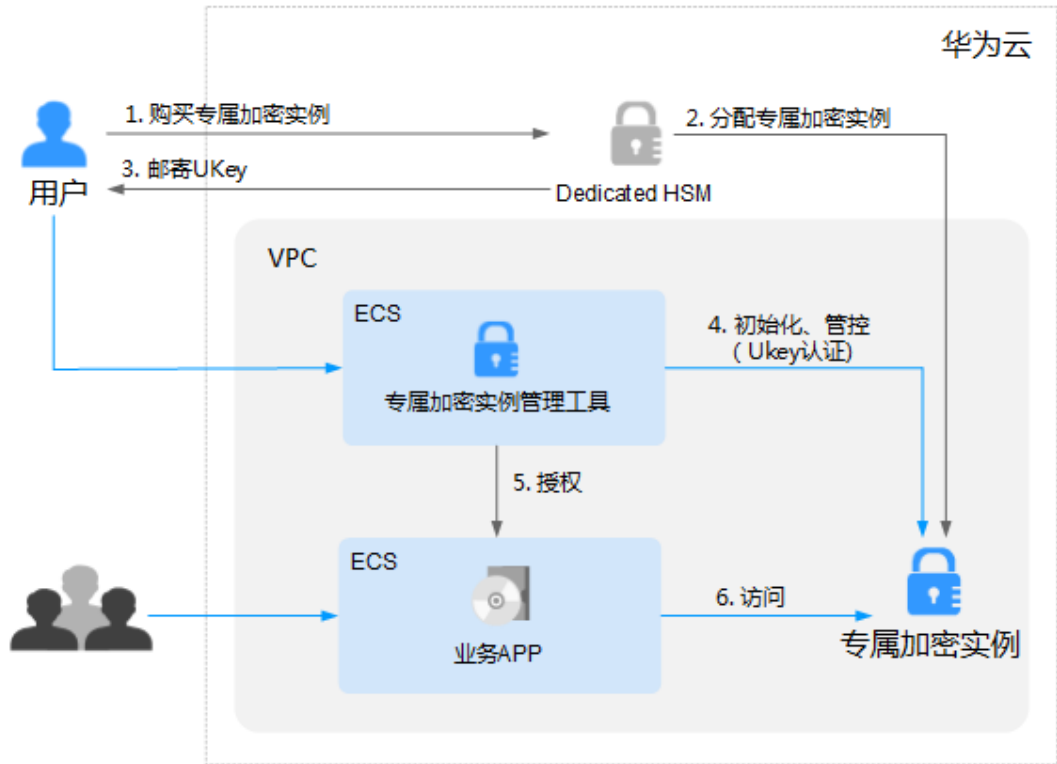 华为云
1. 购买专属加密实例
2. 分配专属加密实例
3. 邮寄UKey
用户
Dedicated HSM
VPC
ECS
专属加密实例管理工具
4. 初始化、管控
( Ukey认证)
5. 授权
ECS
业务APP
6. 访问
专属加密实例